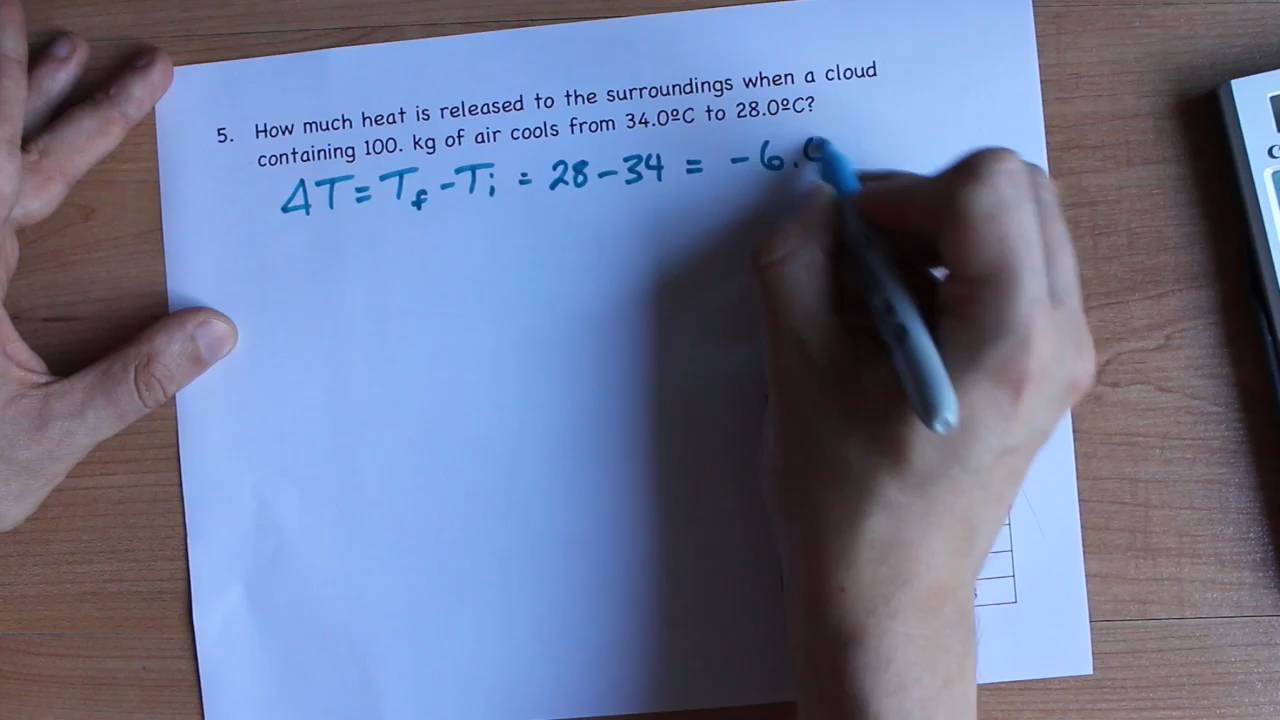 5. How much heat is released to the surroundings when a cloud
containing 100. kg of air cools from 34.0ºC to 28.0ºC?
ΔT = Tf - Ti = 28 - 34 = -6.